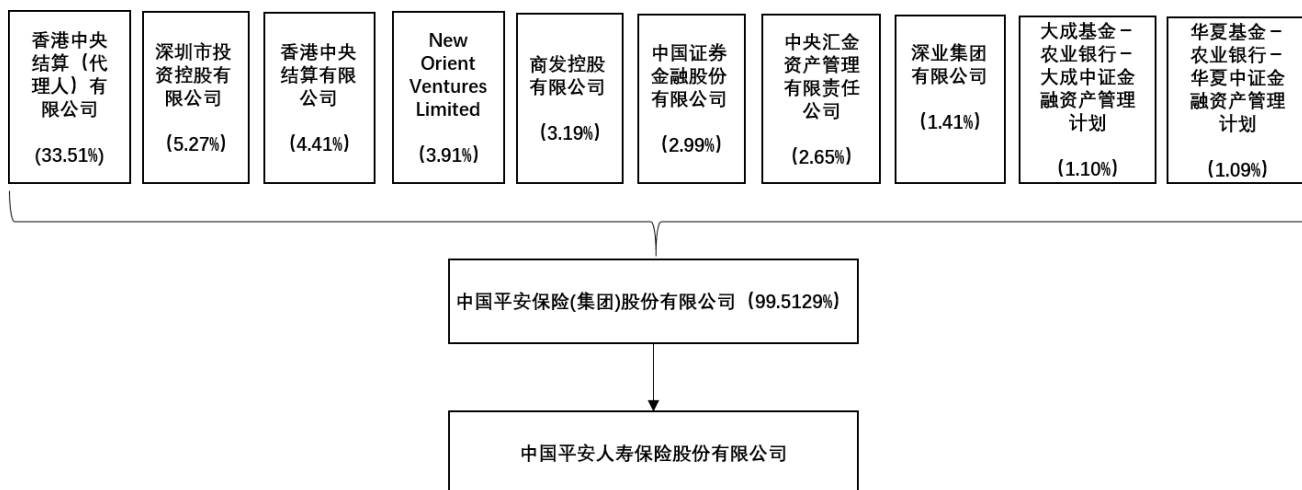 香港中央
结算（代
理人）有
限公司
(33.51%)
深圳市投
资控股有
限公司
(5.27%)
香港中央
结算有限
公司
(4.41%)
New
Orient
Ventures
Limited
(3.91%)
商发控股
有限公司
(3.19%)
中国证券
金融股份
有限公司
(2.99%)
中央汇金
资产管理
有限责任
公司
(2.65%)
深业集团
有限公司
(1.41%)
大成基金－
农业银行－
大成中证金
融资产管理
计划
(1.10%)
华夏基金－
农业银行－
华夏中证金
融资产管理
计划
(1.09%)
中国平安保险(集团)股份有限公司（99.5129%）
中国平安人寿保险股份有限公司